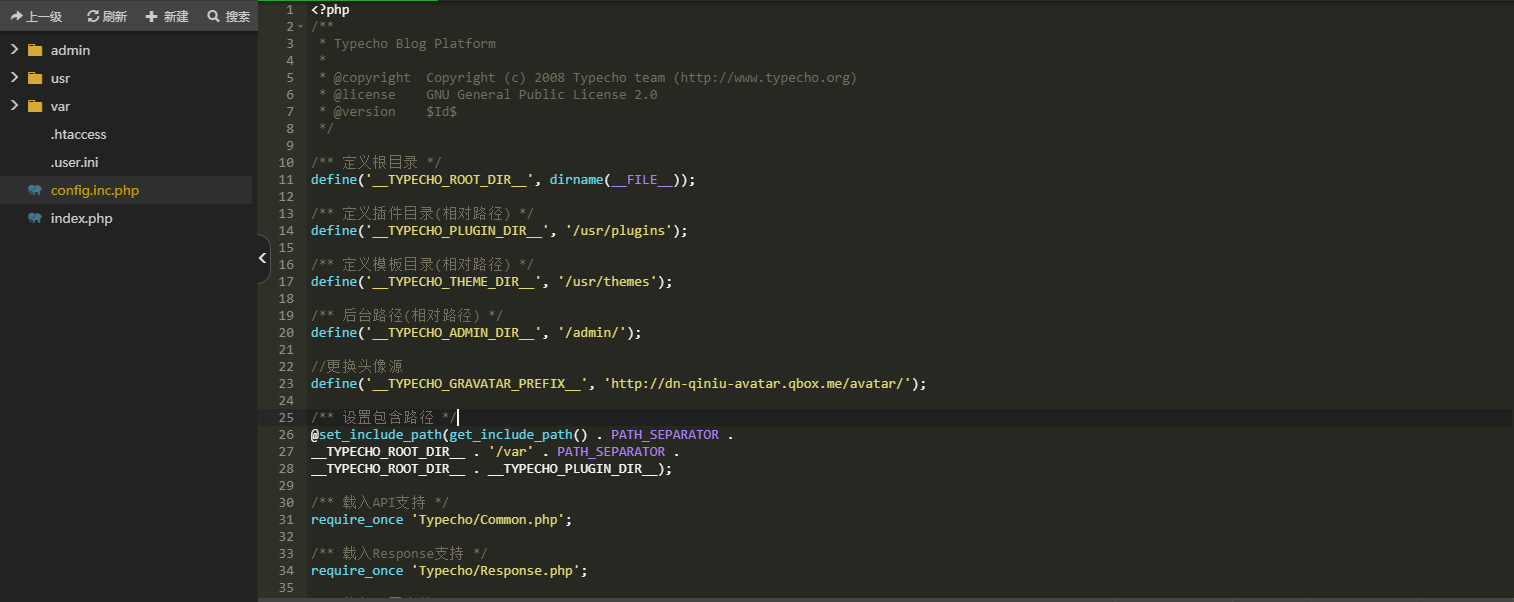 上一级 刷新 新建 搜索
admin
usr
var
.htaccess
.user.ini
config.inc.php
index.php
1 <?php
2 /**
3 * Typecho Blog Platform
4 *
5 * @copyright Copyright (c) 2008 Typecho team (http://www.typecho.org)
6 * @license GNU General Public License 2.0
7 * @version $Id$
8 */
9
10 /** 定义根目录 */
11 define('__TYPECHO_ROOT_DIR__', dirname(__FILE__));
12
13 /** 定义插件目录(相对路径) */
14 define('__TYPECHO_PLUGIN_DIR__', '/usr/plugins');
15
16 /** 定义模板目录(相对路径) */
17 define('__TYPECHO_THEME_DIR__', '/usr/themes');
18
19 /** 后台路径(相对路径) */
20 define('__TYPECHO_ADMIN_DIR__', '/admin/');
21
22 //更换头像源
23 define('__TYPECHO_GRAVATAR_PREFIX__', 'http://dn-qiniu-avatar.qbox.me/avatar/');
24
25 /** 设置包含路径 */
26 @set_include_path(get_include_path() . PATH_SEPARATOR .
27 __TYPECHO_ROOT_DIR__ . '/var' . PATH_SEPARATOR .
28 __TYPECHO_ROOT_DIR__ . __TYPECHO_PLUGIN_DIR__);
29
30 /** 载入API支持 */
31 require_once 'Typecho/Common.php';
32
33 /** 载入Response支持 */
34 require_once 'Typecho/Response.php';
35